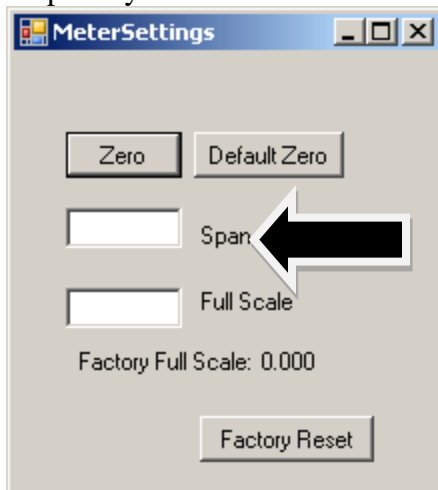 MeterSettings
Zero Default Zero
Span
Full Scale
Factory Full Scale: 0.000
Factory Reset